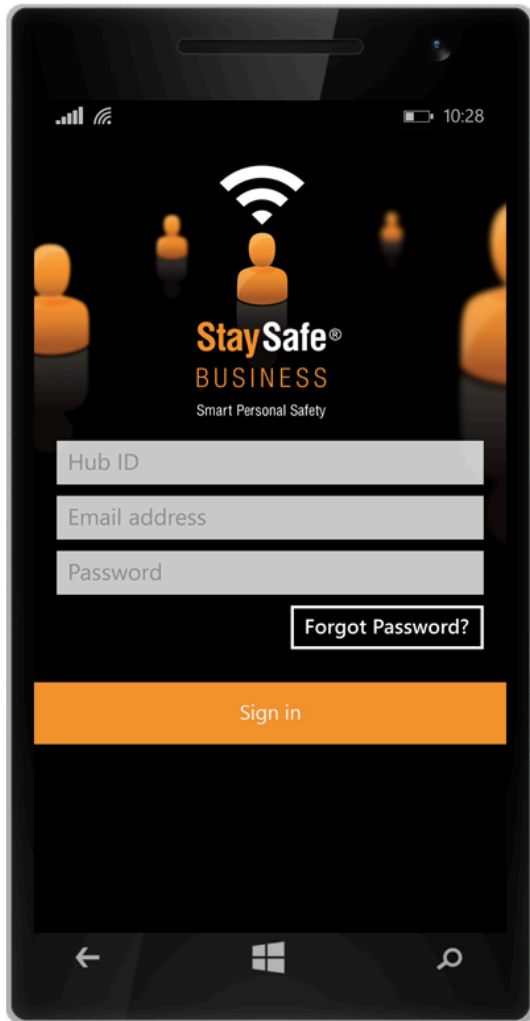 10:28
StaySafe®
BUSINESS
Smart Personal Safety
Hub ID
Email address
Password
Forgot Password?
Sign in